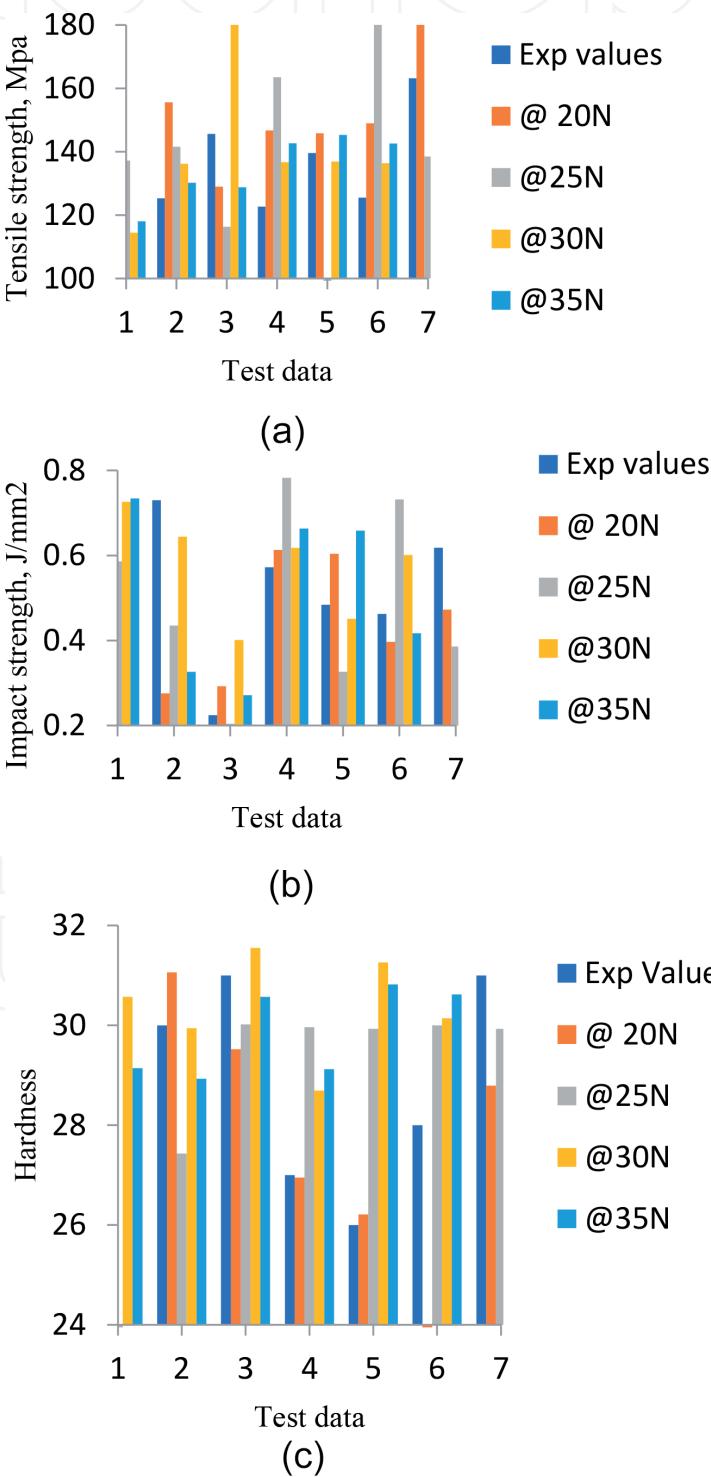 180
160
140
120
100
Tensile strength, Mpa
1 2 3 4 5 6 7
Test data
Exp values
@ 20N
@25N
@30N
@35N
(a)
0.8
0.6
0.4
0.2
Impact strength, J/mm2
1 2 3 4 5 6 7
Test data
Exp values
@ 20N
@25N
@30N
@35N
(b)
32
30
28
26
24
Hardness
1 2 3 4 5 6 7
Test data
Exp Value
@ 20N
@25N
@30N
@35N
(c)